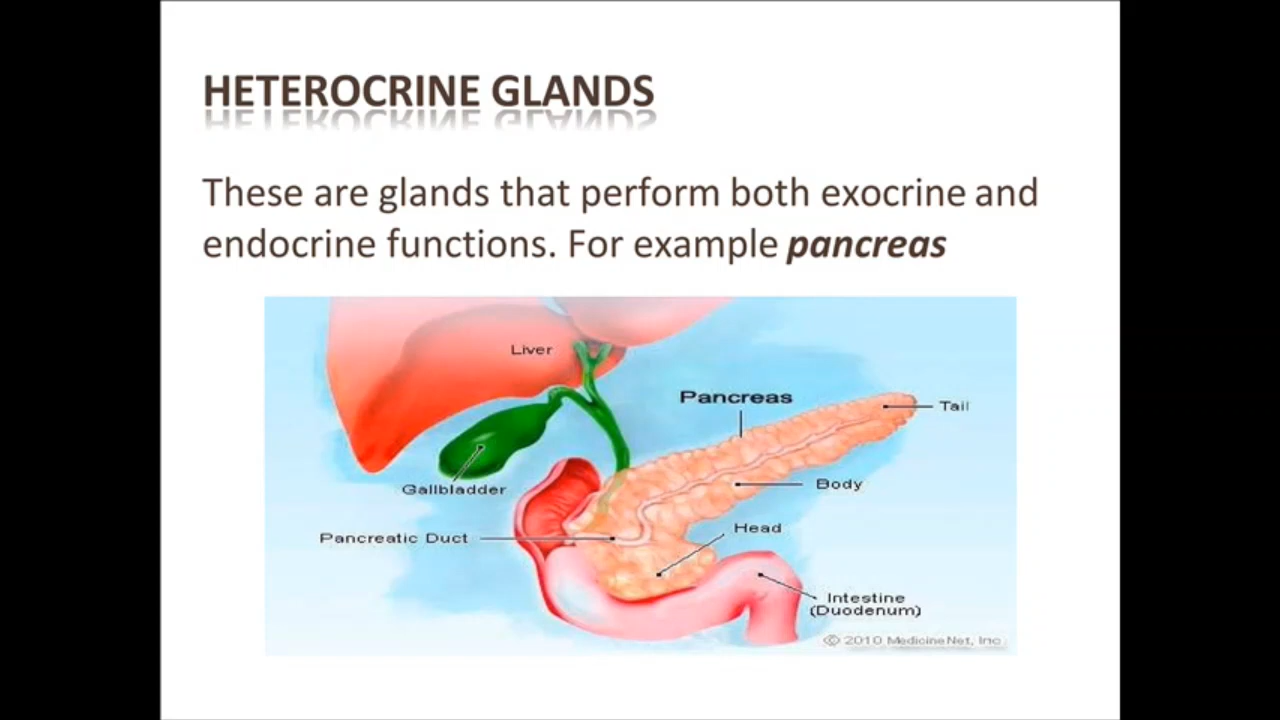 HETEROCRINE GLANDS
These are glands that perform both exocrine and
endocrine functions. For example pancreas
Liver
Pancreas
Tail
Gallbladder
Body
Pancreatic Duct
Head
Intestine
(Duodenum)
© 2010 MedicineNet, Inc.